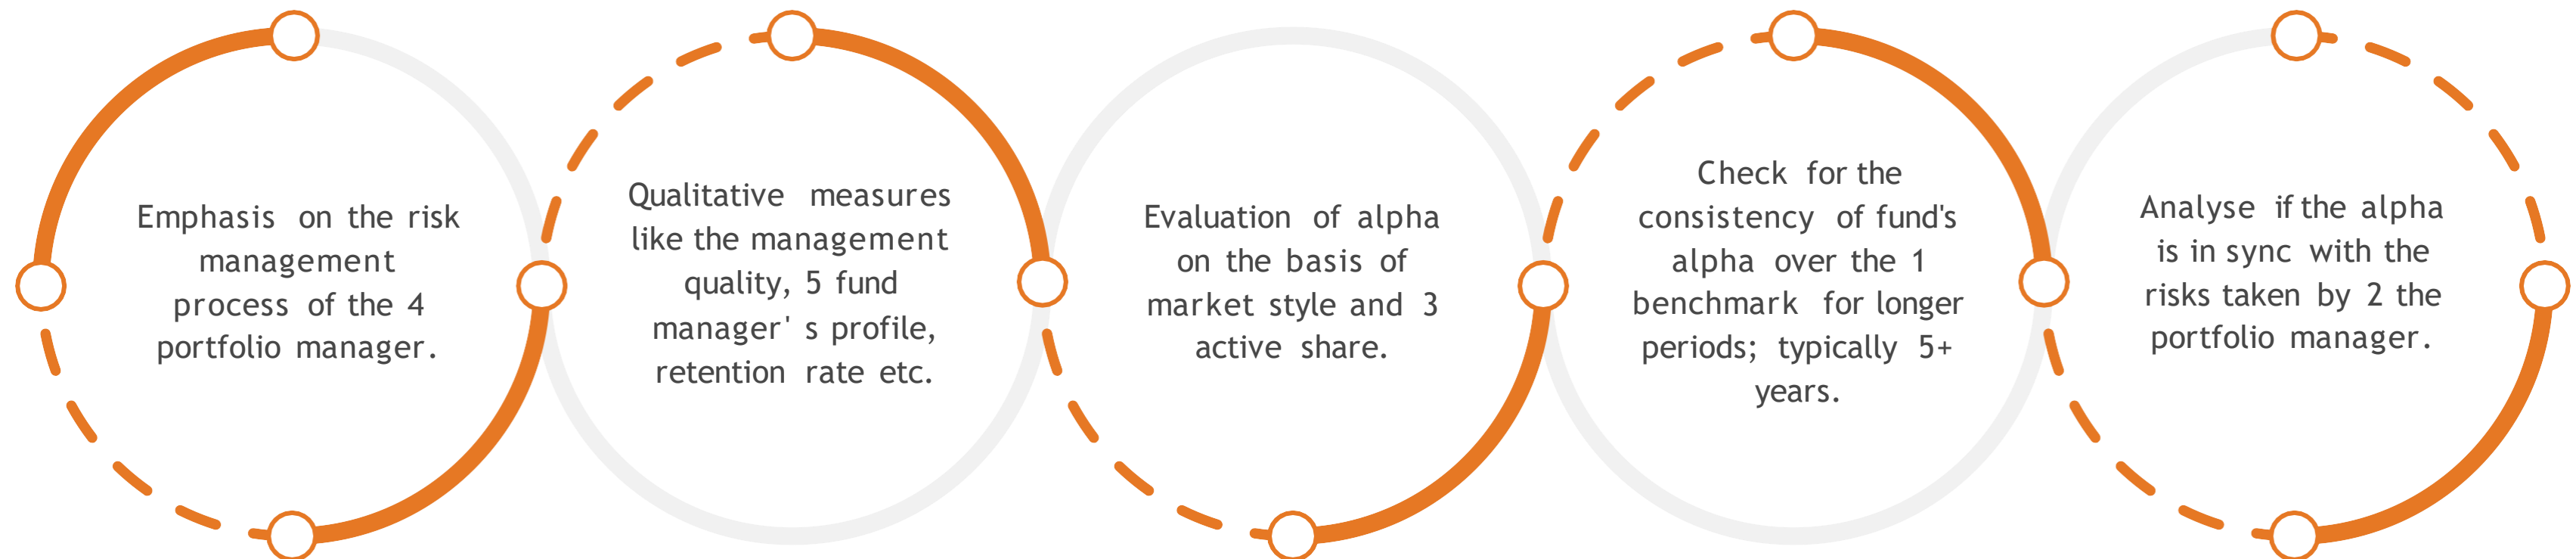 Emphasis on the risk
management
process of the 4
portfolio manager.
Qualitative measures
like the management
quality, 5 fund
manager' s profile,
retention rate etc.
Evaluation of alpha
on the basis of
market style and 3
active share.
Check for the
consistency of fund's
alpha over the 1
benchmark for longer
periods; typically 5+
years.
Analyse if the alpha
is in sync with the
risks taken by 2 the
portfolio manager.